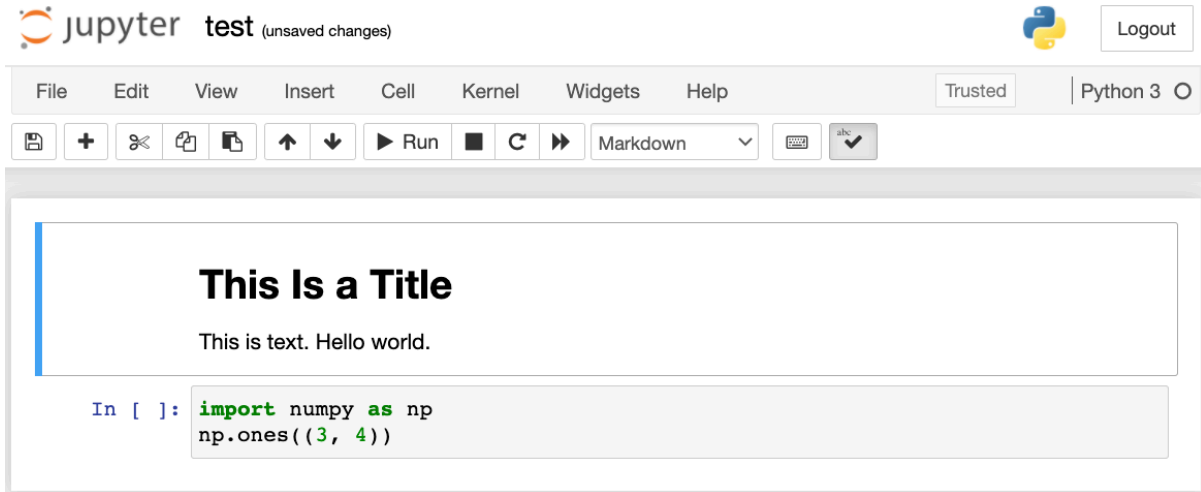 jupyter test (unsaved changes) Logout
File Edit View Insert Cell Kernel Widgets Help Trusted Python 3
Run Markdown abc
This Is a Title
This is text. Hello world.
In [ ]: import numpy as np
np.ones((3, 4))